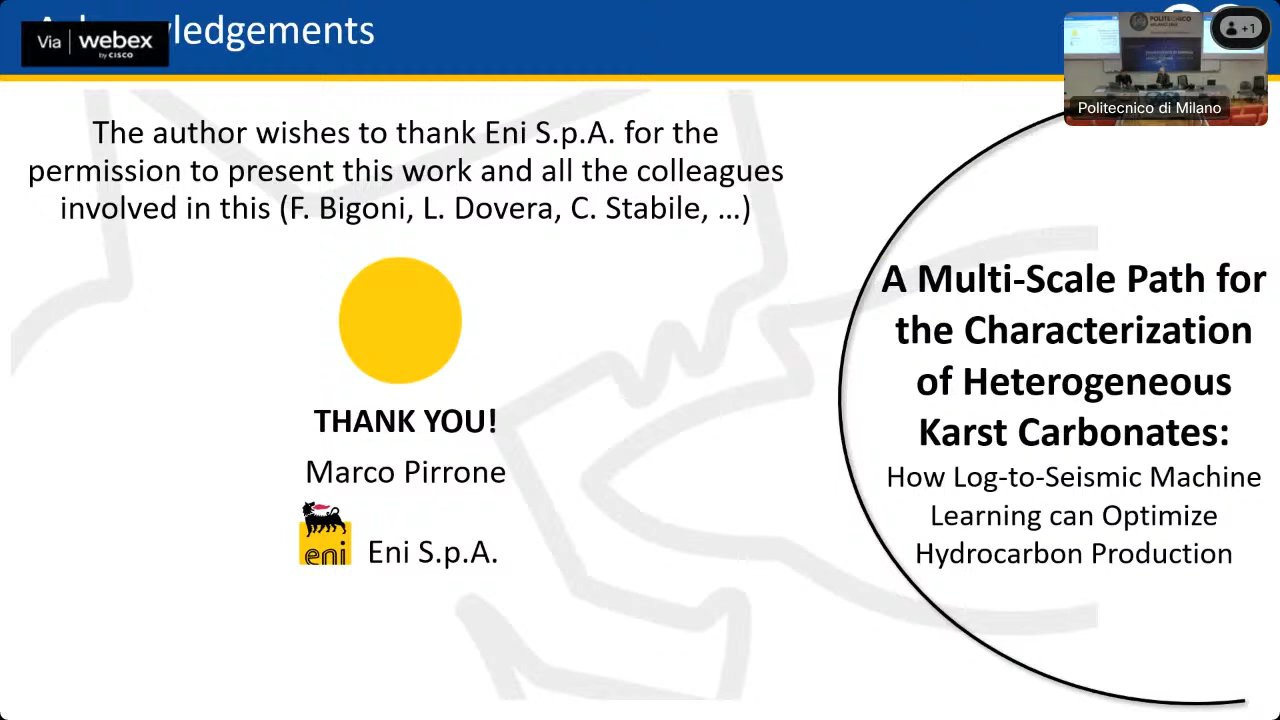 Acknowledgements
Via webex
by CISCO
+1
POLITECNICO
Politecnico di Milano
The author wishes to thank Eni S.p.A. for the
permission to present this work and all the colleagues
involved in this (F. Bigoni, L. Dovera, C. Stabile, ...)
THANK YOU!
Marco Pirrone
eni
Eni S.p.A.
A Multi-Scale Path for
the Characterization
of Heterogeneous
Karst Carbonates:
How Log-to-Seismic Machine
Learning can Optimize
Hydrocarbon Production